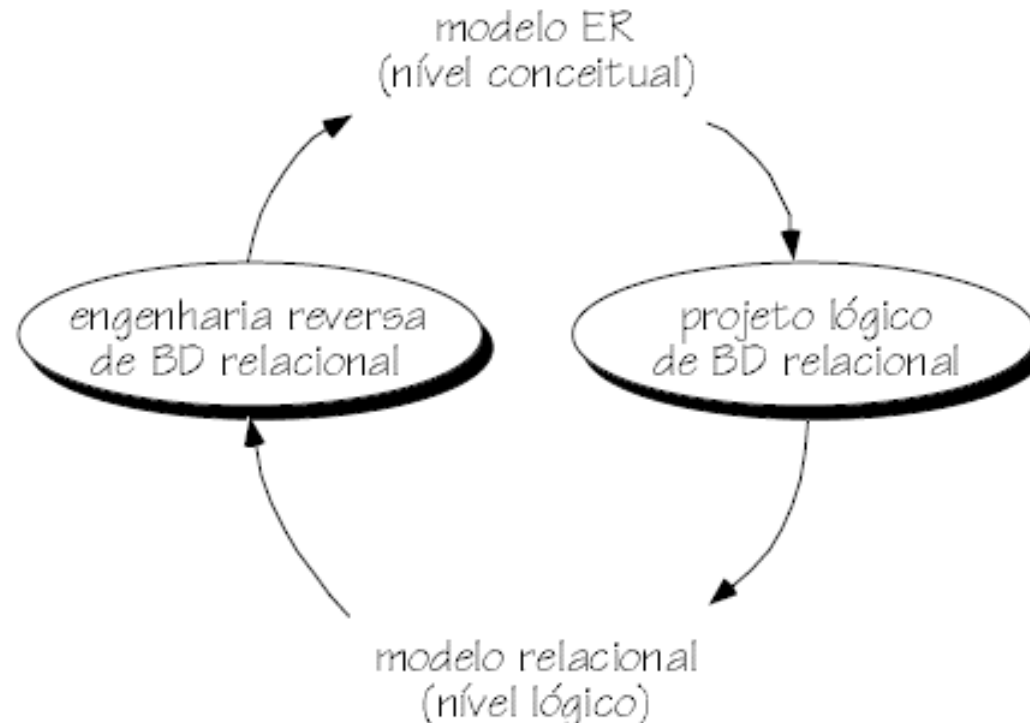 modelo ER
(nível conceitual)
engenharia reversa
de BD relacional
projeto lógico
de BD relacional
modelo relacional
(nível lógico)